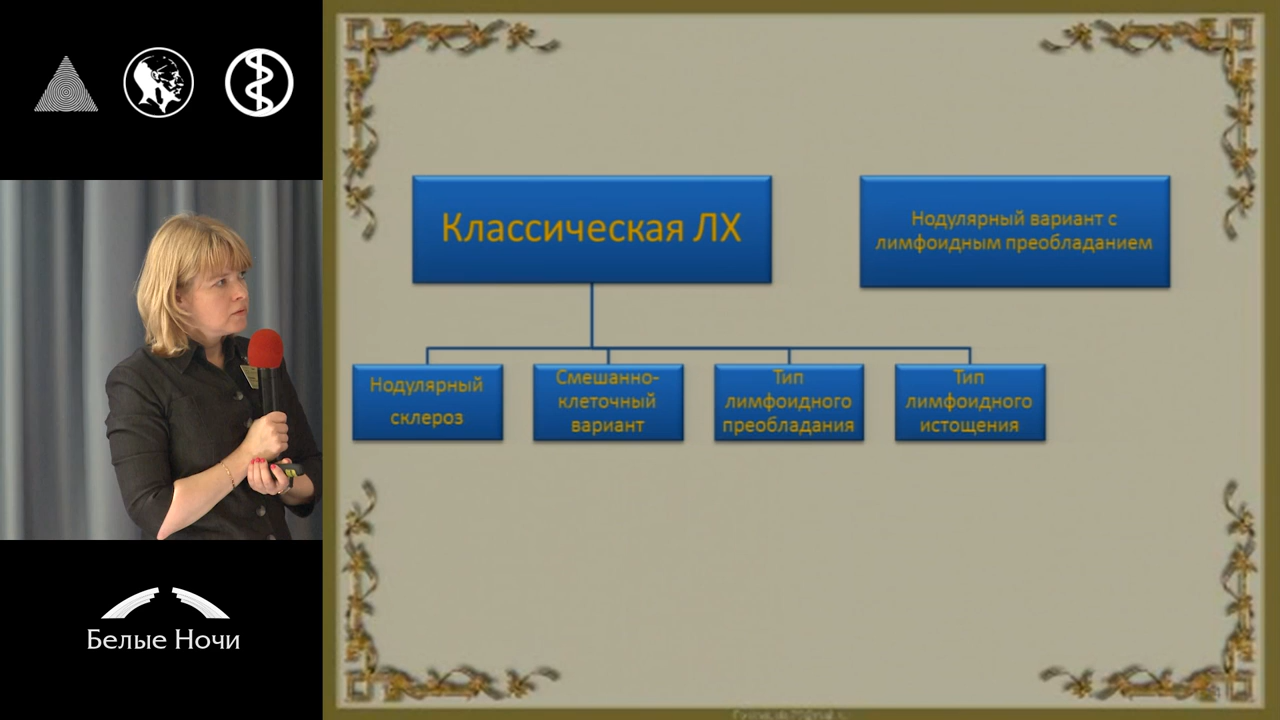 Классическая ЛХ
Нодулярный вариант с
лимфоидным преобладанием
Нодулярный
склероз
Смешанно-
клеточный
вариант
Тип
лимфоидного
преобладания
Тип
лимфоидного
истощения
Белые Ночи